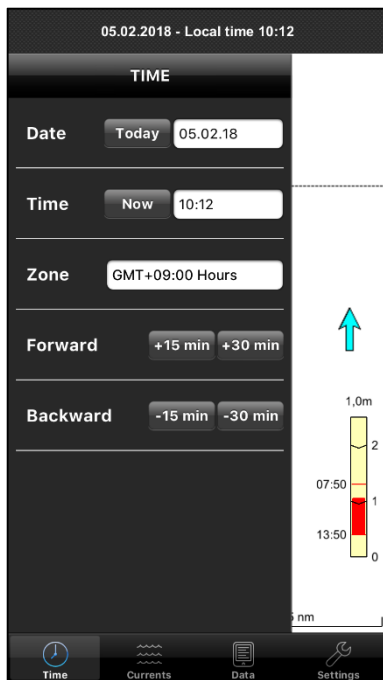 05.02.2018 - Local time 10:12
TIME
Date Today 05.02.18
Time Now 10:12
Zone GMT+09:00 Hours
Forward +15 min +30 min
Backward -15 min -30 min
1,0m
2
07:50
1
13:50
0
nm
Time Currents Data Settings